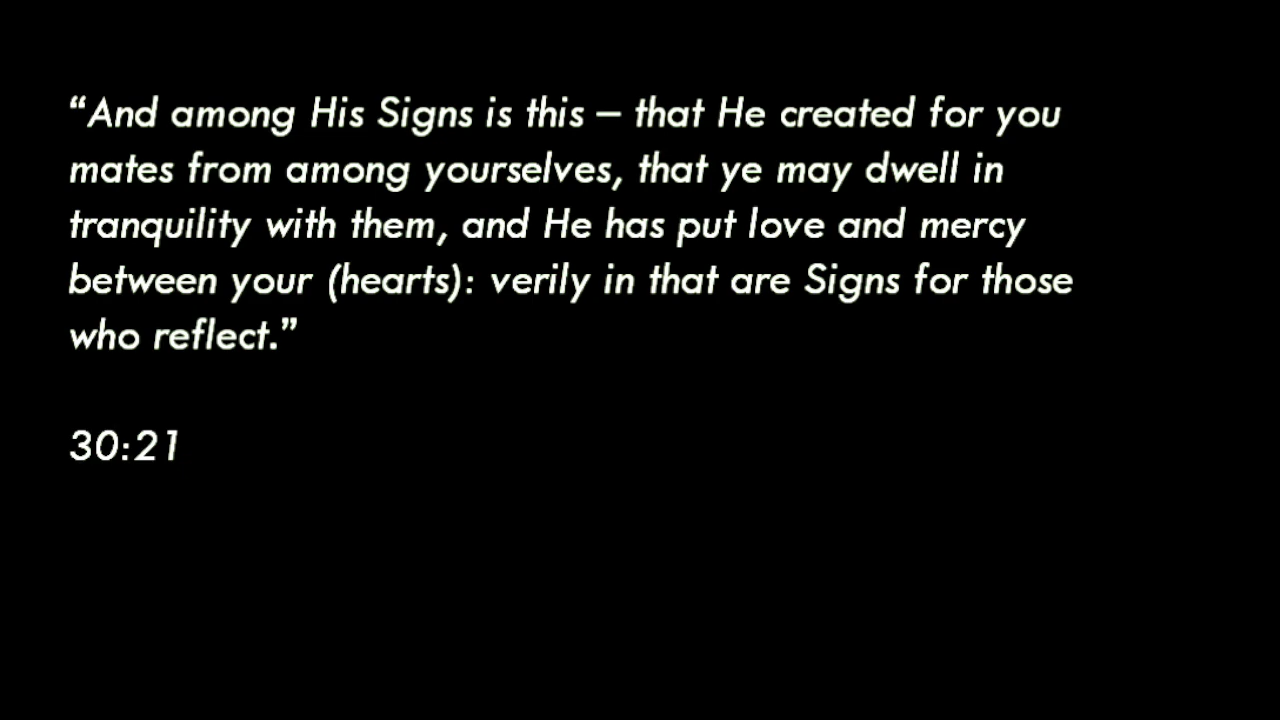 “And among His Signs is this – that He created for you
mates from among yourselves, that ye may dwell in
tranquility with them, and He has put love and mercy
between your (hearts): verily in that are Signs for those
who reflect.”
30:21